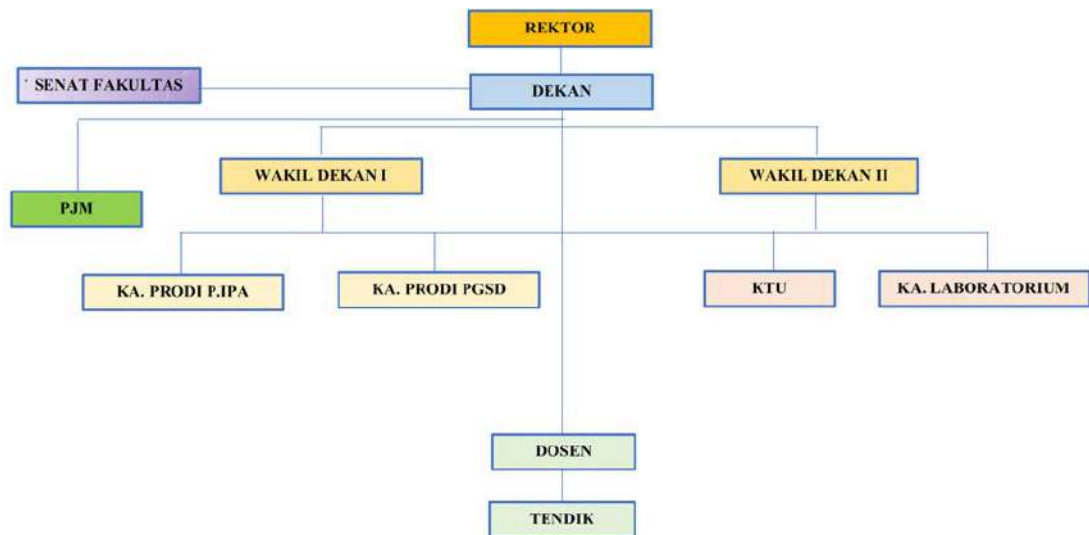 REKTOR
SENAT FAKULTAS
DEKAN
WAKIL DEKAN I
WAKIL DEKAN II
PJM
KA. PRODI P.IPA
KA. PRODI PGSD
KTU
KA. LABORATORIUM
DOSEN
TENDIK